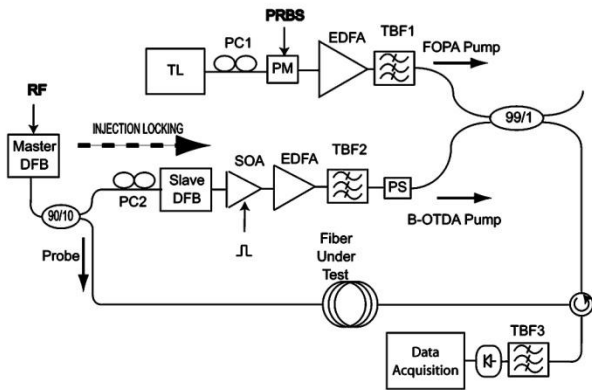 PRBS
PC1
EDFA
TBF1
FOPA Pump
TL
PM
99/1
RF
INJECTION LOCKING
Master
DFB
SOA
EDFA
TBF2
Slave
DFB
PS
PC2
B-OTDA Pump
90/10
Probe
Fiber
Under
Test
TBF3
Data
Acquisition